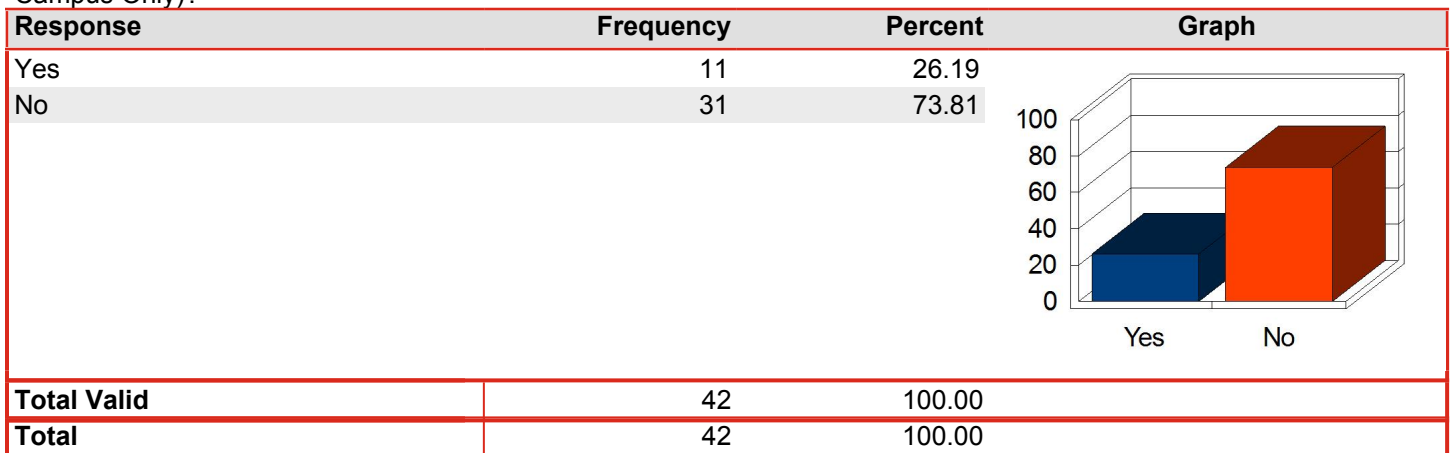 Campus Only)?
Response Frequency Percent Graph
Yes 11 26.19
No 31 73.81
100
80
60
40
20
0
Yes No
Total Valid 42 100.00
Total 42 100.00